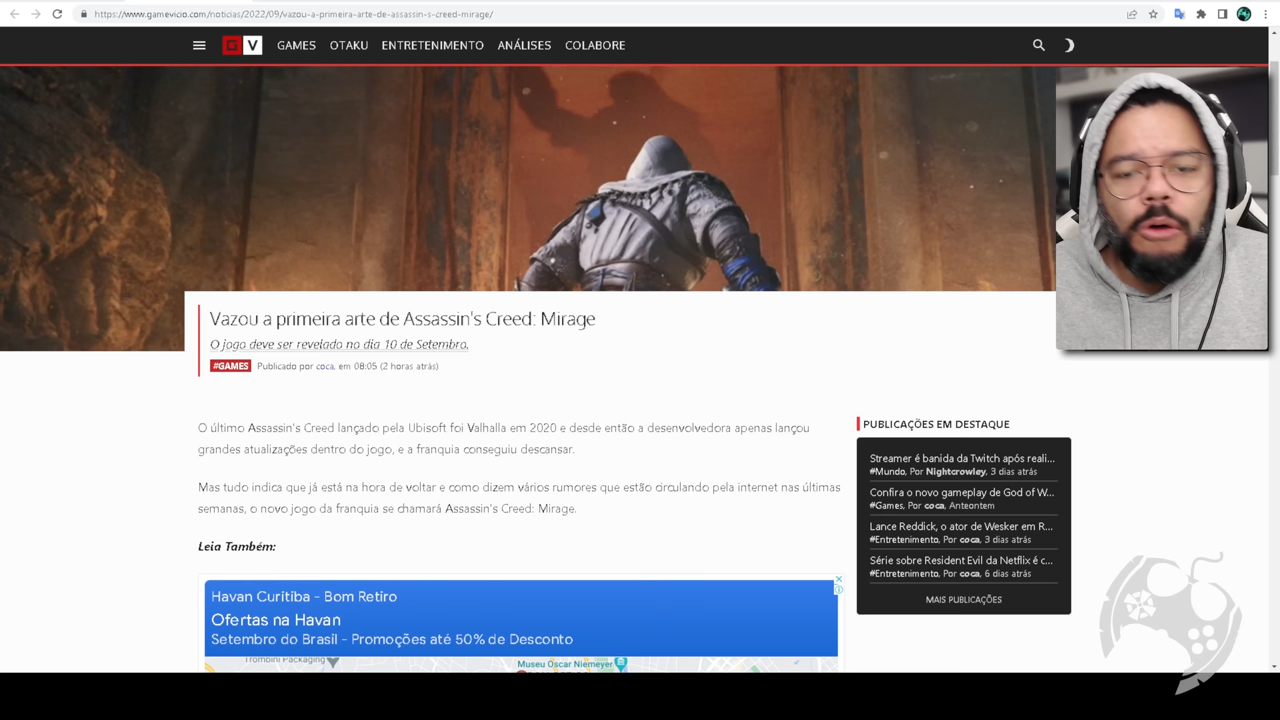 https://www.gamevicio.com/noticias/2022/09/vazou-a-primeira-arte-de-assassin-s-creed-mirage/
G V GAMES OTAKU ENTRETENIMENTO ANÁLISES COLABORE
Vazou a primeira arte de Assassin's Creed: Mirage
O jogo deve ser revelado no dia 10 de Setembro.
#GAMES Publicado por coca, em 08:05 (2 horas atrás)
O último Assassin's Creed lançado pela Ubisoft foi Valhalla em 2020 e desde então a desenvolvedora apenas lançou
grandes atualizações dentro do jogo, e a franquia conseguiu descansar.
Mas tudo indica que já está na hora de voltar e como dizem vários rumores que estão circulando pela internet nas últimas
semanas, o novo jogo da franquia se chamará Assassin's Creed: Mirage.
Leia Também:
Havan Curitiba - Bom Retiro
Ofertas na Havan
Setembro do Brasil - Promoções até 50% de Desconto
Trombini Packaging
Museu Oscar Niemeyer
PUBLICAÇÕES EM DESTAQUE
Streamer é banida da Twitch após reali...
#Mundo, Por Nightcrowley, 3 dias atrás
Confira o novo gameplay de God of W...
#Games, Por coca, Anteontem
Lance Reddick, o ator de Wesker em R...
#Entretenimento, Por coca, 3 dias atrás
Série sobre Resident Evil da Netflix é c...
#Entretenimento, Por coca, 6 dias atrás
MAIS PUBLICAÇÕES